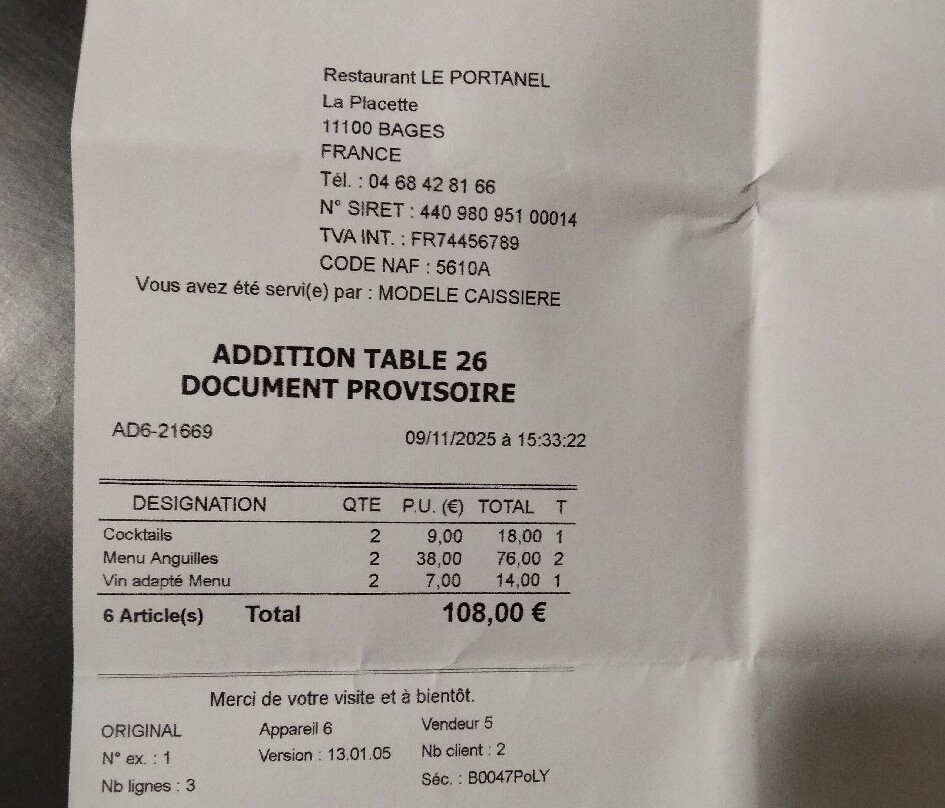 Restaurant LE PORTANEL
La Placette
11100 BAGES
FRANCE
Tél. : 04 68 42 81 66
N° SIRET : 440 980 951 00014
TVA INT. : FR74456789
CODE NAF : 5610A
Vous avez été servi(e) par : MODELE CAISSIERE
ADDITION TABLE 26
DOCUMENT PROVISOIRE
AD6-21669 09/11/2025 à 15:33:22
DESIGNATION QTE P.U. (€) TOTAL T
Cocktails 2 9,00 18,00 1
Menu Anguilles 2 38,00 76,00 2
Vin adapté Menu 2 7,00 14,00 1
6 Article(s) Total 108,00 €
Merci de votre visite et à bientôt.
ORIGINAL Appareil 6 Vendeur 5
N° ex. : 1 Version : 13.01.05 Nb client : 2
Nb lignes : 3 Séc. : B0047PoLY